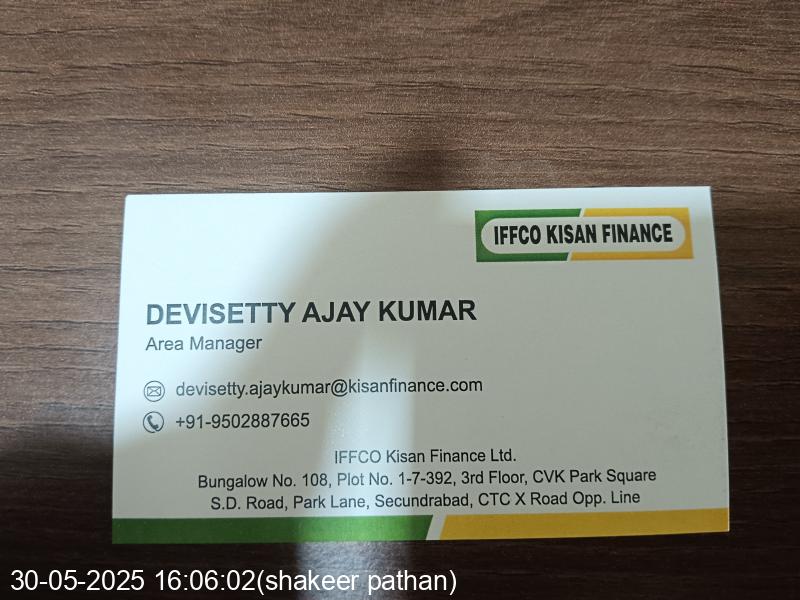 IFFCO KISAN FINANCE
DEVISETTY AJAY KUMAR
Area Manager
devisetty.ajaykumar@kisanfinance.com
+91-9502887665
IFFCO Kisan Finance Ltd.
Bungalow No. 108, Plot No. 1-7-392, 3rd Floor, CVK Park Square
S.D. Road, Park Lane, Secundrabad, CTC X Road Opp. Line
30-05-2025 16:06:02(shakeer pathan)